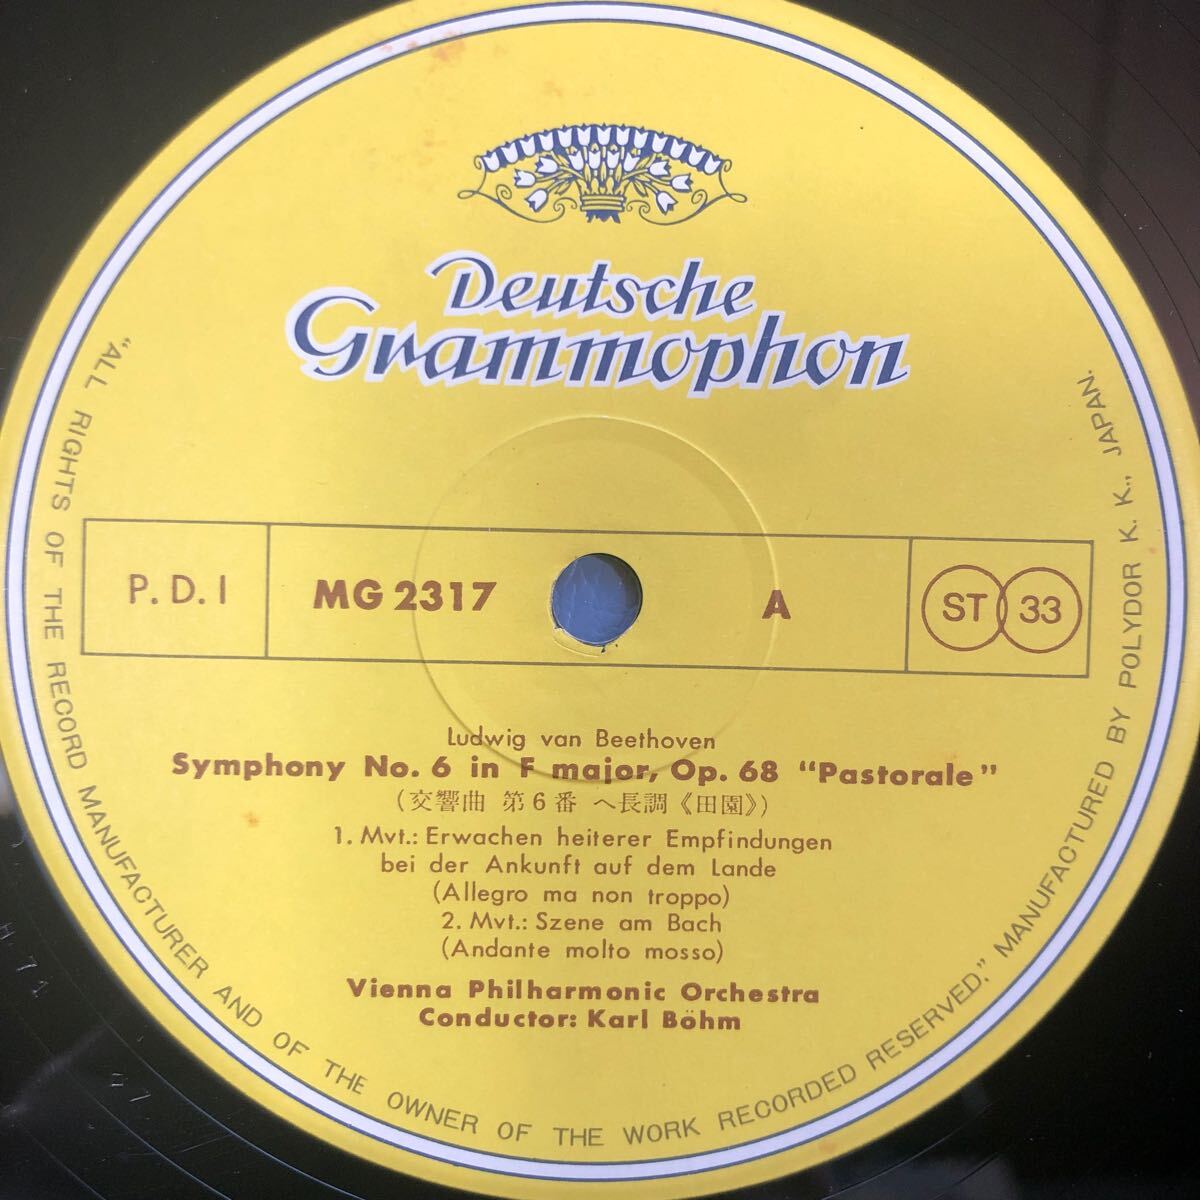 Deutsche
Grammophon
P. D. I
MG 2317
A
ST 33
Ludwig van Beethoven
Symphony No. 6 in F major, Op. 68 "Pastorale"
(交響曲 第6番 ヘ長調《田園》)
1. Mvt.: Erwachen heiterer Empfindungen
bei der Ankunft auf dem Lande
(Allegro ma non troppo)
2. Mvt.: Szene am Bach
(Andante molto mosso)
Vienna Philharmonic Orchestra
Conductor: Karl Böhm
"ALL RIGHTS OF THE RECORD MANUFACTURER AND OF THE OWNER OF THE WORK RECORDED RESERVED." MANUFACTURED BY POLYDOR K. K., JAPAN.
H 71